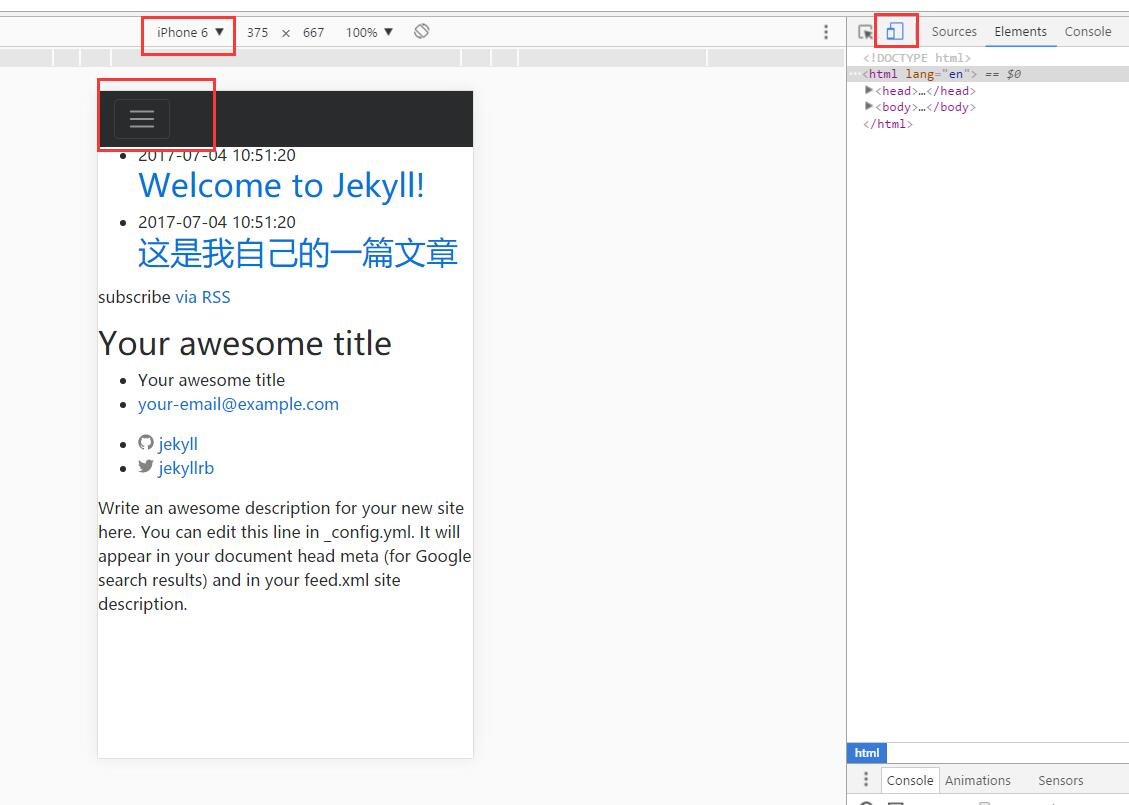 iPhone 6 ▼ 375 × 667 100% ▼
Sources Elements Console
<!DOCTYPE html>
…<html lang="en"> == $0
▶<head>…</head>
▶<body>…</body>
</html>
2017-07-04 10:51:20
Welcome to Jekyll!
2017-07-04 10:51:20
这是我自己的一篇文章
subscribe via RSS
Your awesome title
Your awesome title
your-email@example.com
jekyll
jekyllrb
Write an awesome description for your new site
here. You can edit this line in _config.yml. It will
appear in your document head meta (for Google
search results) and in your feed.xml site
description.
html
Console Animations Sensors